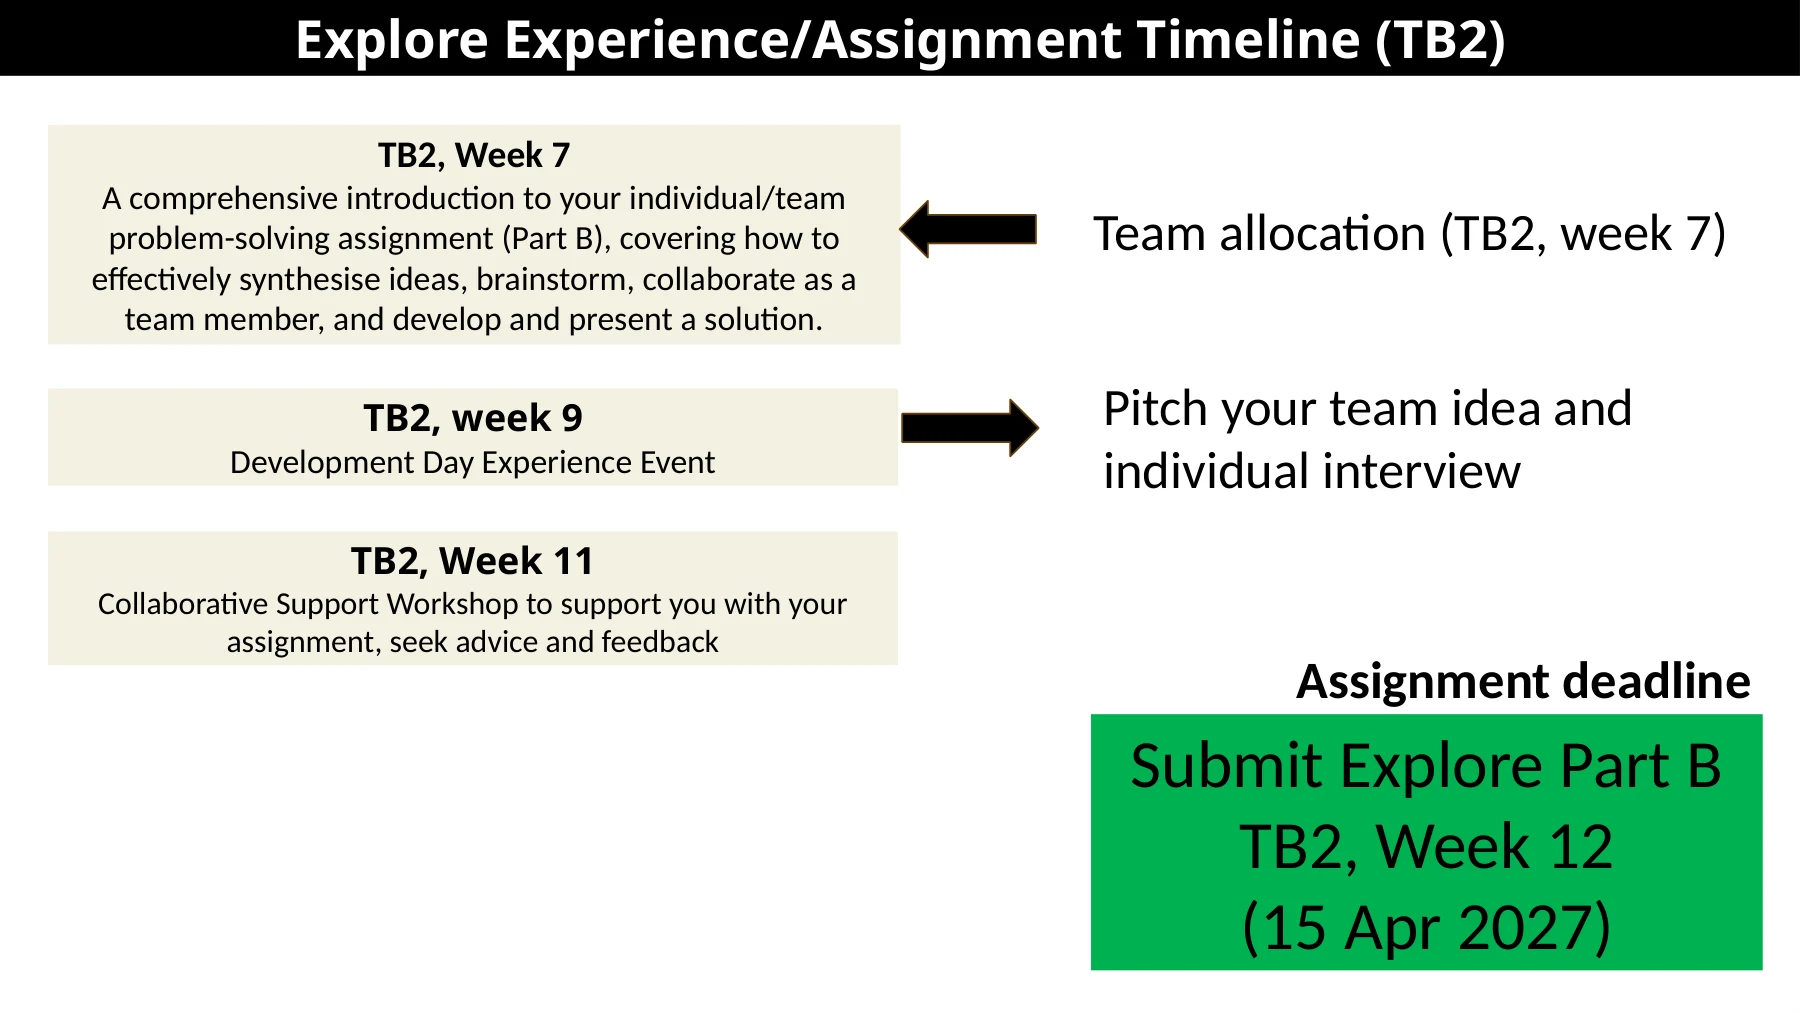 Explore Experience/Assignment Timeline (TB2)
TB2, Week 7
A comprehensive introduction to your individual/team
problem-solving assignment (Part B), covering how to
effectively synthesise ideas, brainstorm, collaborate as a
team member, and develop and present a solution.
Team allocation (TB2, week 7)
TB2, week 9
Development Day Experience Event
Pitch your team idea and
individual interview
TB2, Week 11
Collaborative Support Workshop to support you with your
assignment, seek advice and feedback
Assignment deadline
Submit Explore Part B
TB2, Week 12
(15 Apr 2027)